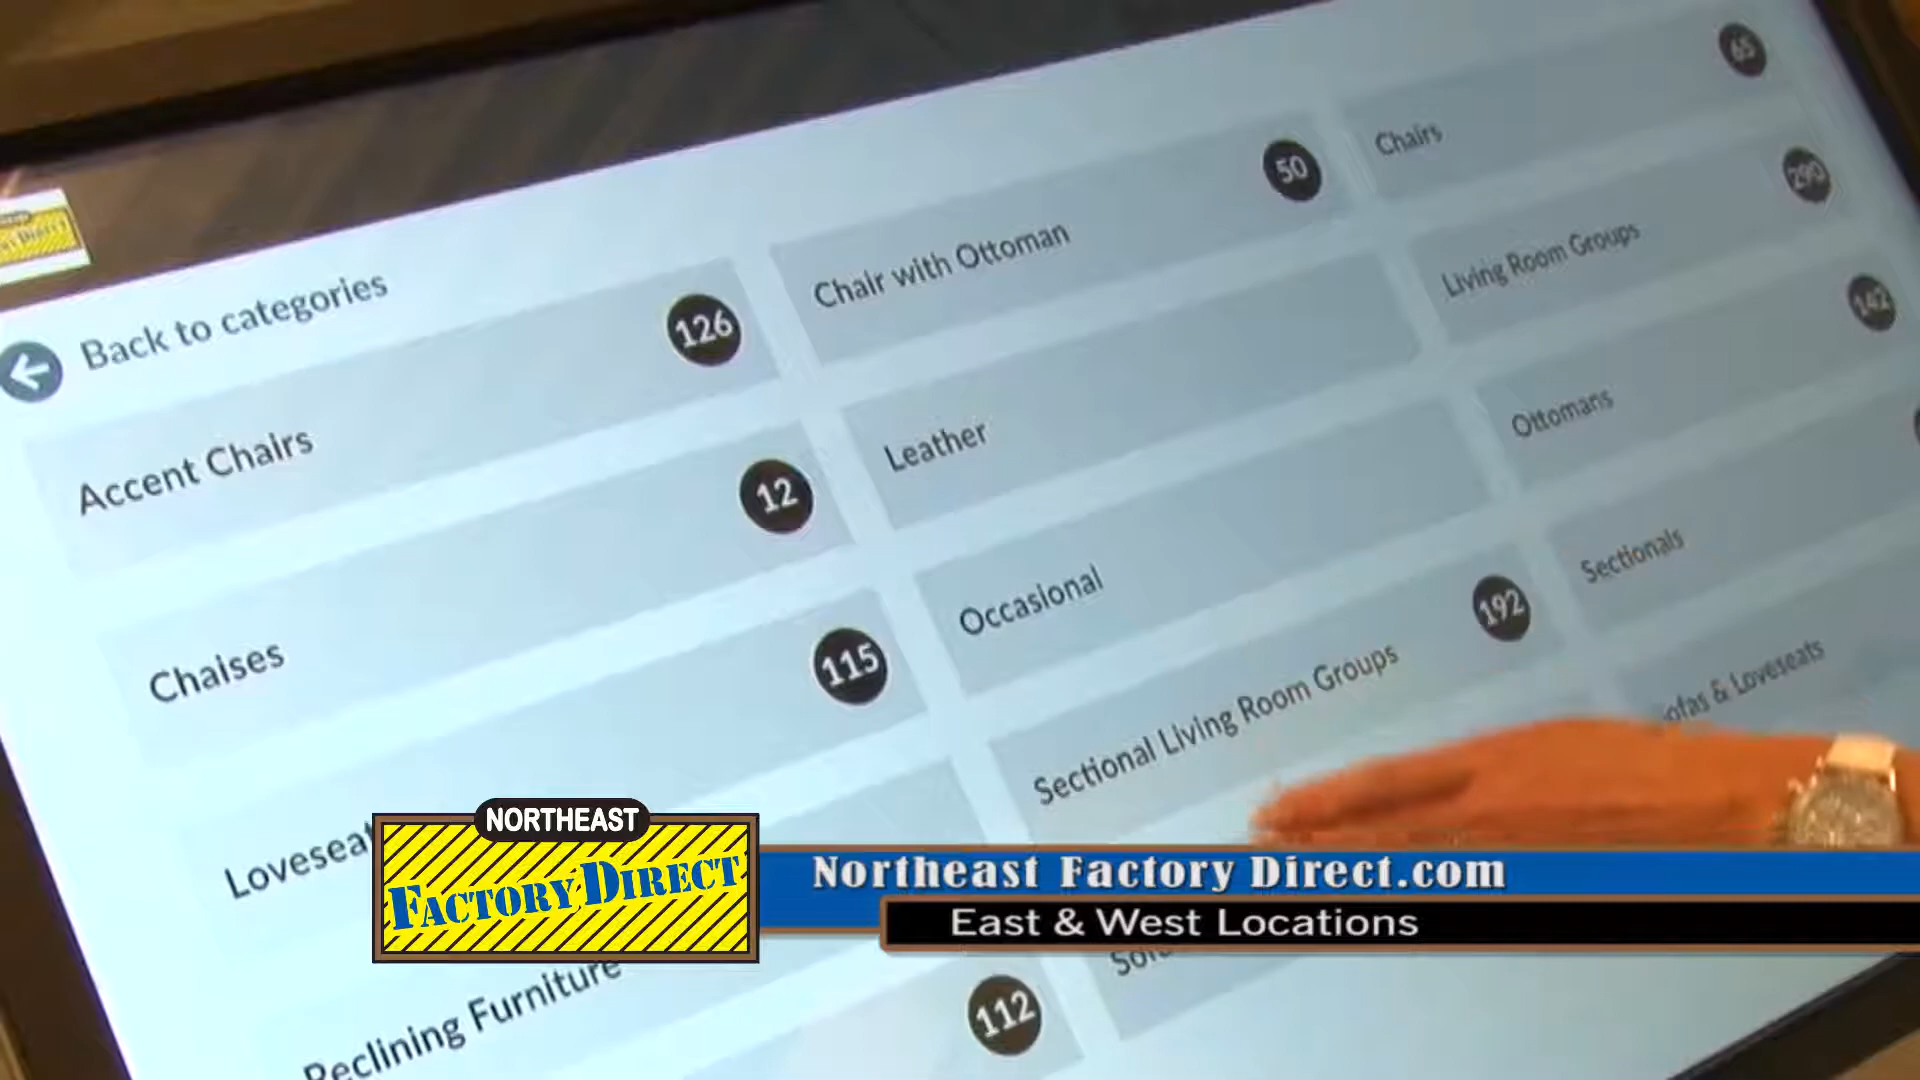 65
Chairs
50
290
Chair with Ottoman
Living Room Groups
Back to categories
126
142
Accent Chairs
Leather
Ottomans
12
Chaises
Occasional
Sectionals
115
192
Sectional Living Room Groups
& Loveseats
NORTHEAST
FACTORY DIRECT
Northeast Factory Direct.com
East & West Locations
Reclining Furniture
112